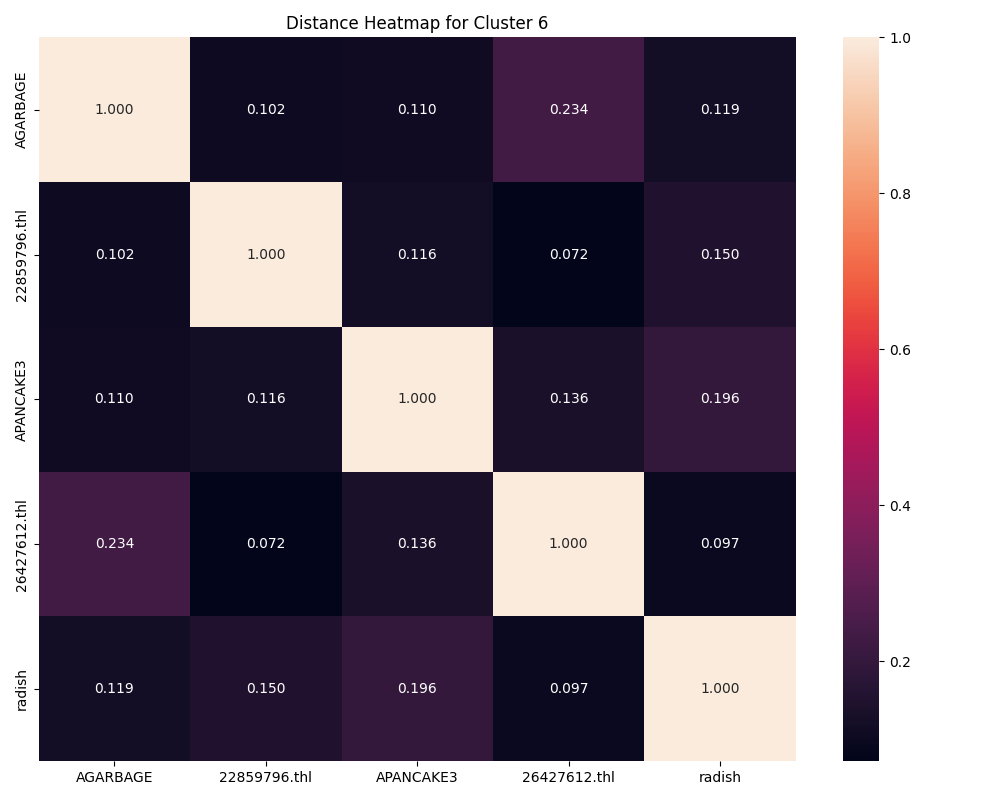 Distance Heatmap for Cluster 6
AGARBAGE 1.000 0.102 0.110 0.234 0.119
22859796.thl 0.102 1.000 0.116 0.072 0.150
APANCAKE3 0.110 0.116 1.000 0.136 0.196
26427612.thl 0.234 0.072 0.136 1.000 0.097
radish 0.119 0.150 0.196 0.097 1.000
AGARBAGE 22859796.thl APANCAKE3 26427612.thl radish
1.0
0.8
0.6
0.4
0.2